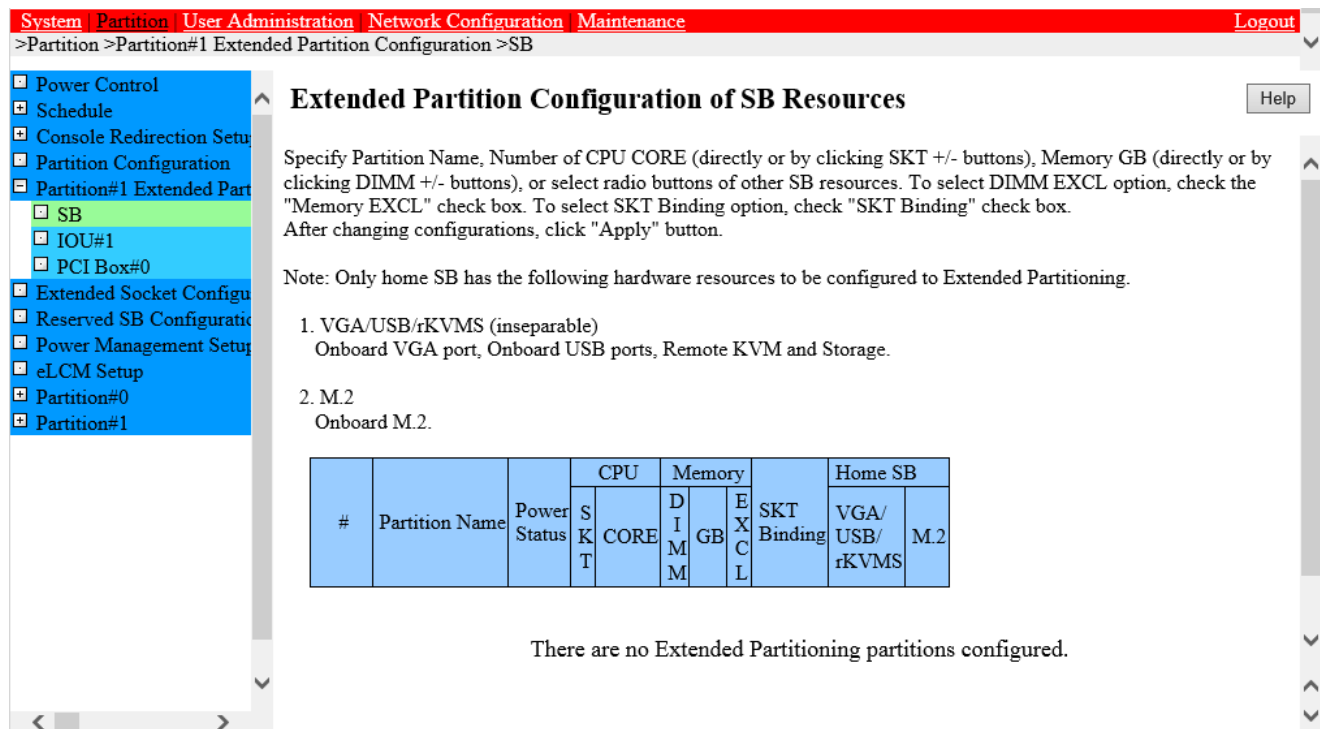 System | Partition | User Administration | Network Configuration | Maintenance Logout
>Partition >Partition#1 Extended Partition Configuration >SB
Power Control
Schedule
Console Redirection Setup
Partition Configuration
Partition#1 Extended Part
SB
IOU#1
PCI Box#0
Extended Socket Configu
Reserved SB Configuratio
Power Management Setup
eLCM Setup
Partition#0
Partition#1
Extended Partition Configuration of SB Resources
Help
Specify Partition Name, Number of CPU CORE (directly or by clicking SKT +/- buttons), Memory GB (directly or by
clicking DIMM +/- buttons), or select radio buttons of other SB resources. To select DIMM EXCL option, check the
"Memory EXCL" check box. To select SKT Binding option, check "SKT Binding" check box.
After changing configurations, click "Apply" button.
Note: Only home SB has the following hardware resources to be configured to Extended Partitioning.
1. VGA/USB/rKVMS (inseparable)
Onboard VGA port, Onboard USB ports, Remote KVM and Storage.
2. M.2
Onboard M.2.
# Partition Name Power Status CPU Memory SKT Binding Home SB
SKT CORE DIMM GB EXCL VGA/ USB/ rKVMS M.2
There are no Extended Partitioning partitions configured.